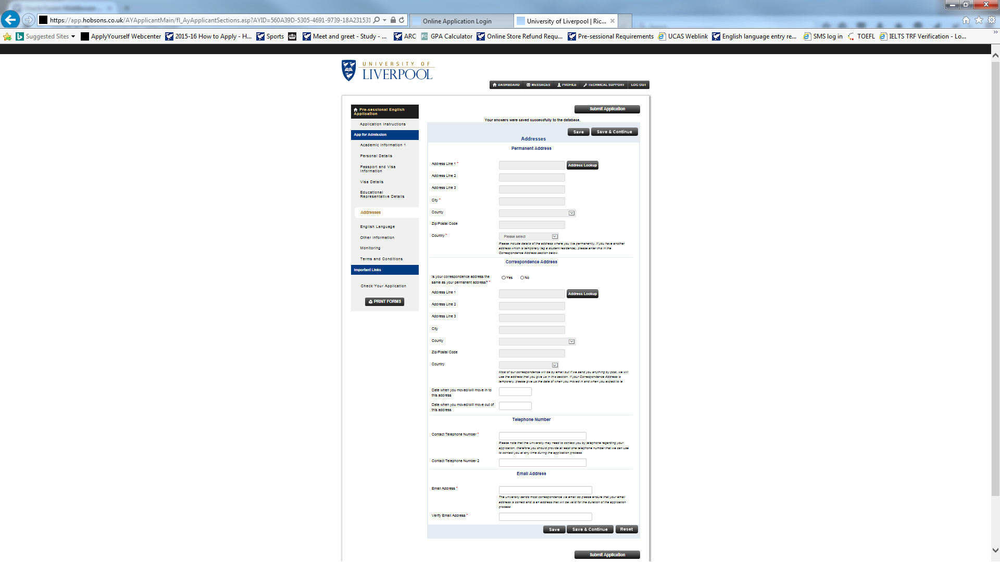 https://app.hobsons.co.uk/AYApplicantMain/fl_AyApplicantSections.asp?AYID=560A39D-5305-4691-9739-18A231531
Online Application Login
University of Liverpool | Ric...
Suggested Sites
ApplyYourself Webcenter
2015-16 How to Apply - H...
Sports
Meet and greet - Study - ...
ARC
GPA Calculator
Online Store Refund Requ...
Pre-sessional Requirements
UCAS Weblink
English language entry re...
SMS log in
TOEFL
IELTS TRF Verification - Lo...
UNIVERSITY OF
LIVERPOOL
DASHBOARD MESSAGES PROFILE TECHNICAL SUPPORT LOG OUT
Pre-sessional English
Application
Application Instructions
App for Admission
Academic Information 1
Personal Details
Passport and Visa
Information
Visa Details
Educational
Representative Details
Addresses
English Language
Other Information
Monitoring
Terms and Conditions
Important Links
Check Your Application
PRINT FORMS
Submit Application
Your answers were saved successfully to the database.
Save Save & Continue
Addresses
Permanent Address
Address Line 1 * Address Lookup
Address Line 2
Address Line 3
City *
County
Zip/Postal Code
Country * Please select
Please include details of the address where you live permanently. If you have another
address which is temporary (eg a student residence), please enter this in the
Correspondence Address section below.
Correspondence Address
Is your correspondence address the
same as your permanent address? * Yes No
Address Line 1 Address Lookup
Address Line 2
Address Line 3
City
County
Zip/Postal Code
Country
Most of our correspondence will be by email but if we send you anything by post, we will
use the address that you give us in this section. If your Correspondence Address is
temporary, please give us the date of when you moved in and when you expect to le
Date when you moved/will move in to
this address
Date when you moved/will move out of
this address
Telephone Number
Contact Telephone Number *
Please note that the University may need to contact you by telephone regarding your
application, therefore you should provide at least one telephone number that we can use
to contact you at any time during the application process.
Contact Telephone Number 2
Email Address
Email Address *
The university sends most correspondence via email so please ensure that your email
address is correct and is an address that will be valid for the duration of the application
process
Verify Email Address *
Save Save & Continue Reset
Submit Application